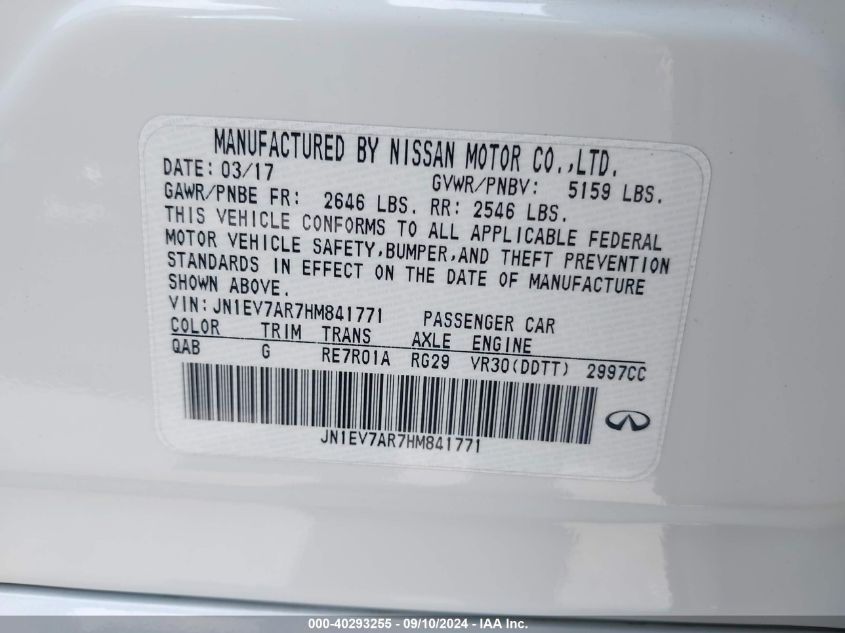 MANUFACTURED BY NISSAN MOTOR CO.,LTD.
DATE: 03/17 GVWR/PNBV: 5159 LBS.
GAWR/PNBE FR: 2646 LBS. RR: 2546 LBS.
THIS VEHICLE CONFORMS TO ALL APPLICABLE FEDERAL
MOTOR VEHICLE SAFETY,BUMPER,AND THEFT PREVENTION
STANDARDS IN EFFECT ON THE DATE OF MANUFACTURE
SHOWN ABOVE.
VIN:JN1EV7AR7HM841771 PASSENGER CAR
COLOR TRIM TRANS AXLE ENGINE
QAB G RE7R01A RG29 VR30(DDTT) 2997CC
JN1EV7AR7HM841771
000-40293255 - 09/10/2024 - IAA Inc.